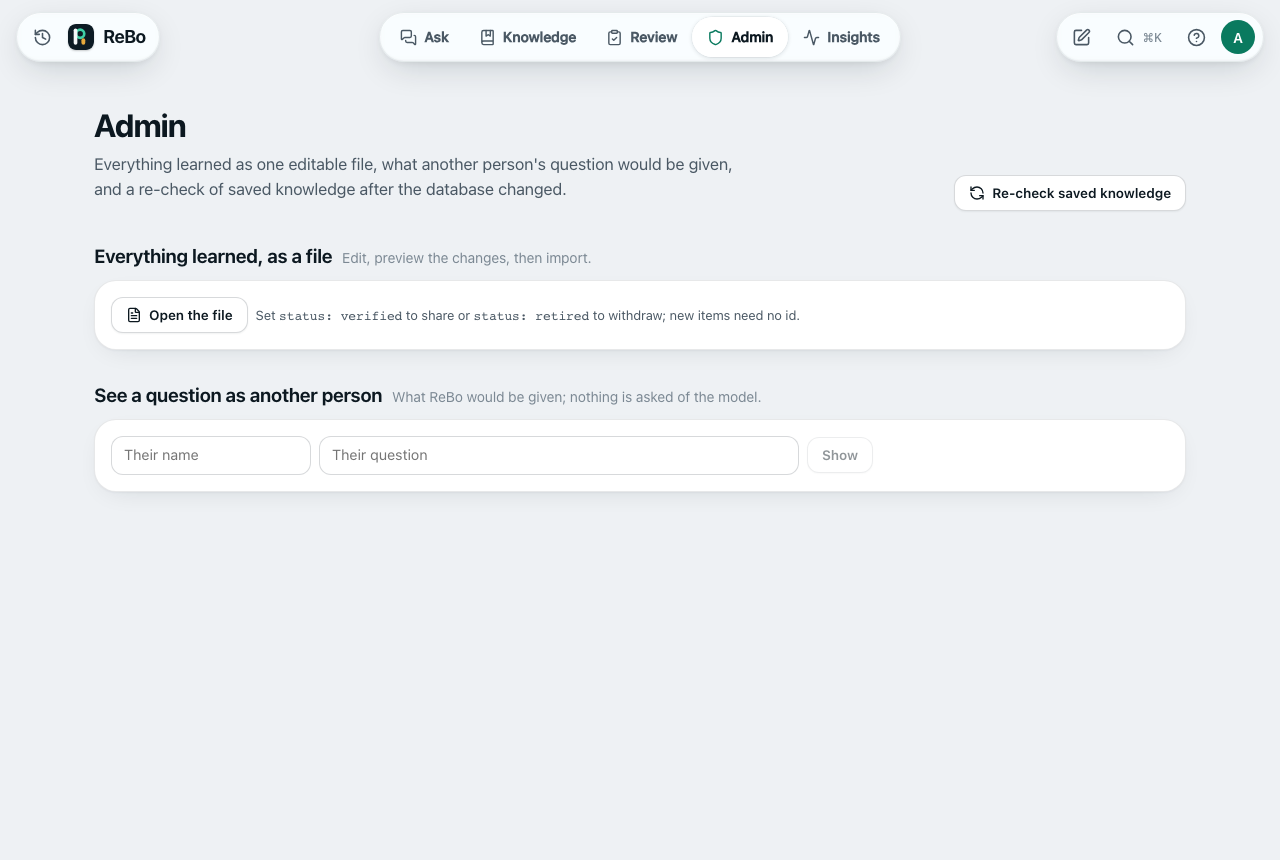 ReBo
Ask
Knowledge
Review
Admin
Insights
⌘K
A
Admin
Everything learned as one editable file, what another person's question would be given,
and a re-check of saved knowledge after the database changed.
Re-check saved knowledge
Everything learned, as a file Edit, preview the changes, then import.
Open the file Set status: verified to share or status: retired to withdraw; new items need no id.
See a question as another person What ReBo would be given; nothing is asked of the model.
Their name
Their question
Show